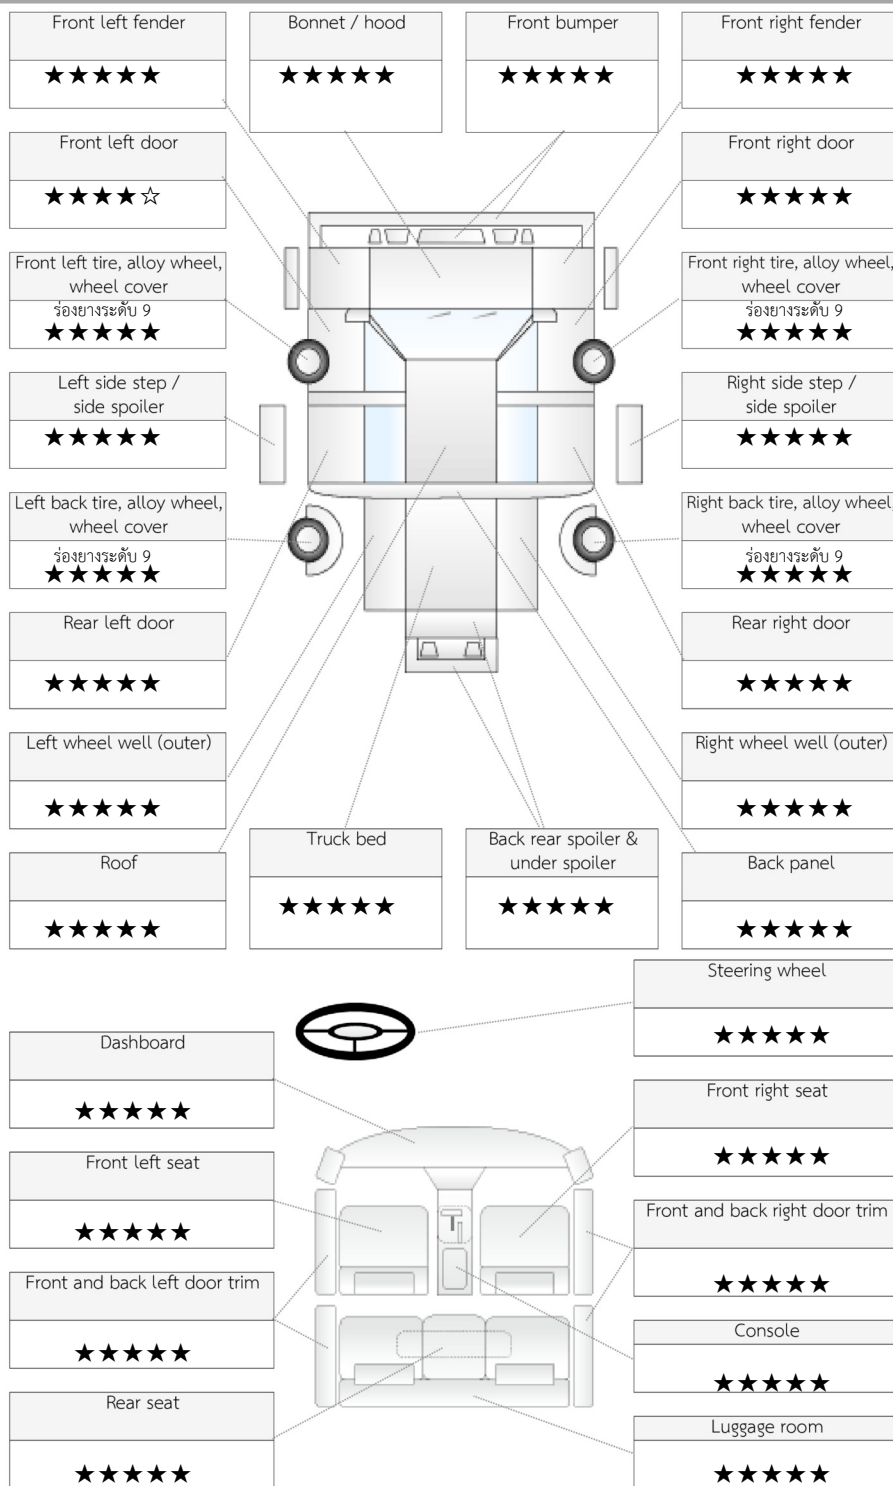 Front left fender
★★★★★
Bonnet / hood
★★★★★
Front bumper
★★★★★
Front right fender
★★★★★
Front left door
★★★★☆
Front right door
★★★★★
Front left tire, alloy wheel,
wheel cover
ร่องยางระดับ 9
★★★★★
Front right tire, alloy wheel,
wheel cover
ร่องยางระดับ 9
★★★★★
Left side step /
side spoiler
★★★★★
Right side step /
side spoiler
★★★★★
Left back tire, alloy wheel,
wheel cover
ร่องยางระดับ 9
★★★★★
Right back tire, alloy wheel,
wheel cover
ร่องยางระดับ 9
★★★★★
Rear left door
★★★★★
Rear right door
★★★★★
Left wheel well (outer)
★★★★★
Right wheel well (outer)
★★★★★
Roof
★★★★★
Truck bed
★★★★★
Back rear spoiler &
under spoiler
★★★★★
Back panel
★★★★★
Steering wheel
★★★★★
Dashboard
★★★★★
Front right seat
★★★★★
Front left seat
★★★★★
Front and back right door trim
★★★★★
Front and back left door trim
★★★★★
Console
★★★★★
Rear seat
★★★★★
Luggage room
★★★★★